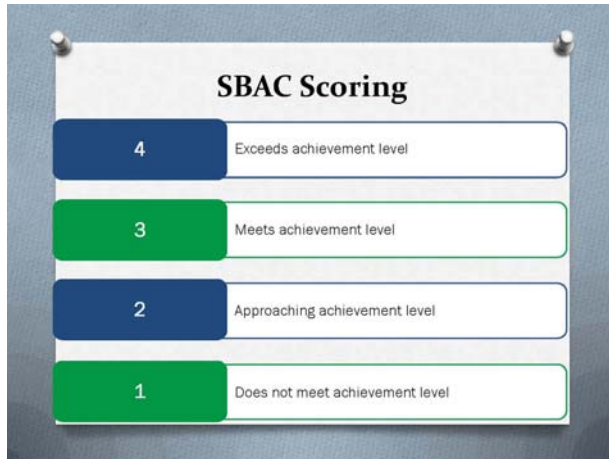 SBAC Scoring
4
Exceeds achievement level
3
Meets achievement level
2
Approaching achievement level
1
Does not meet achievement level